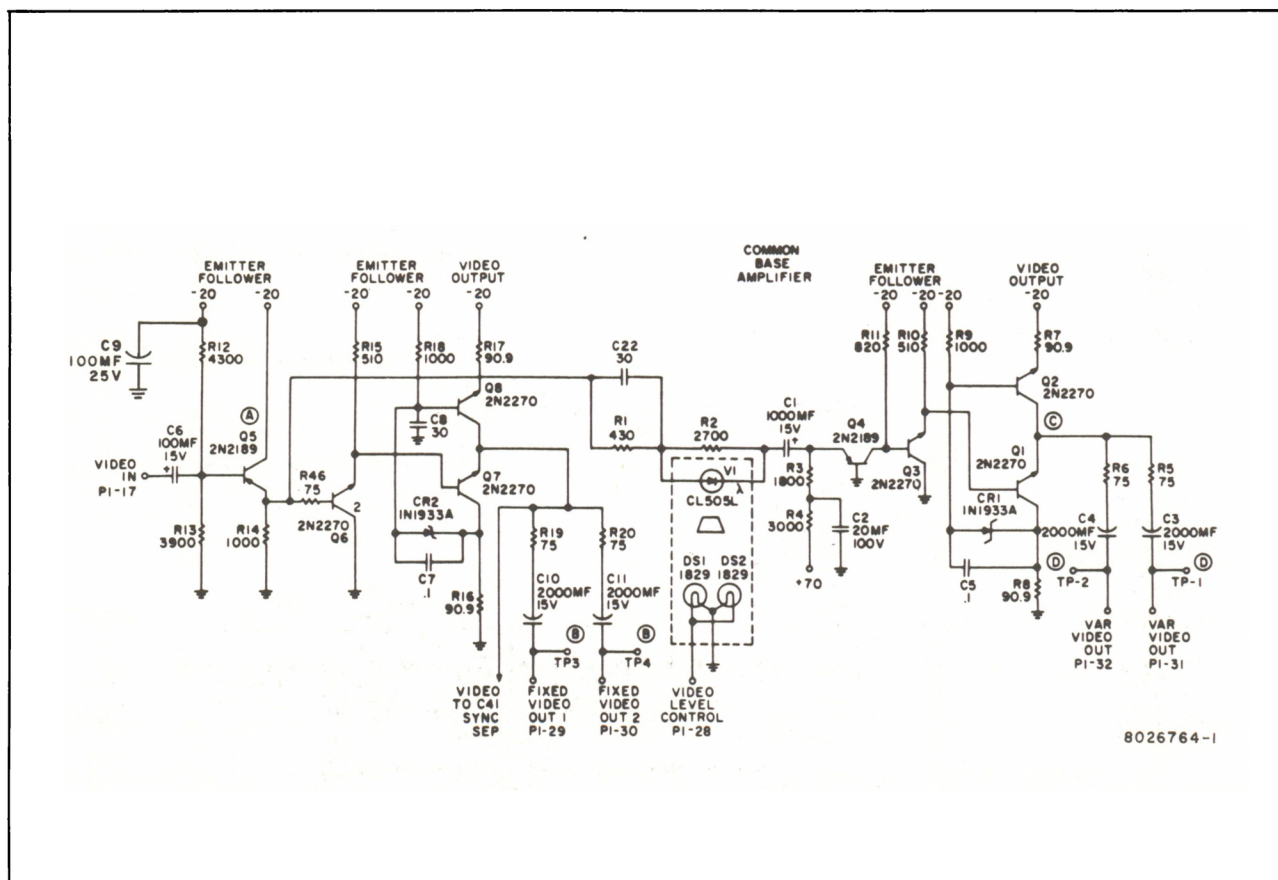 COMMON
BASE
AMPLIFIER
EMITTER
FOLLOWER
-20 -20
EMITTER
FOLLOWER
-20 -20
VIDEO
OUTPUT
-20
EMITTER
FOLLOWER
-20 -20 -20
VIDEO
OUTPUT
-20
C9
100MF
25V
R12
4300
R15
510
R18
1000
R17
90.9
C22
30
R11
820
R10
510
R9
1000
R7
90.9
Q8
2N2270
Q2
2N2270
C8
30
R1
430
R2
2700
C1
1000MF
15V
+
Q4
2N2189
A
Q5
2N2189
C6
100MF
15V
+
VIDEO
IN
P1-17
C
Q1
2N2270
Q7
2N2270
Q3
2N2270
R6
75
R5
75
R46
75
2
2N2270
Q6
CR2
1N1933A
V1
λ
CL505L
R3
1800
R4
3000
C2
20MF
100V
+70
CR1
1N1933A
C4
2000MF
15V
C3
2000MF
15V
R13
3900
R14
1000
R19
75
R20
75
C7
.1
R16
90.9
C10
2000MF
15V
C11
2000MF
15V
DS1
1829
DS2
1829
C5
.1
R8
90.9
D
TP-2
D
TP-1
B
TP3
B
TP4
VAR
VIDEO
OUT
P1-32
VAR
VIDEO
OUT
P1-31
VIDEO
TO C41
SYNC
SEP
FIXED
VIDEO
OUT 1
P1-29
FIXED
VIDEO
OUT 2
P1-30
VIDEO
LEVEL
CONTROL
P1-28
8026764-1